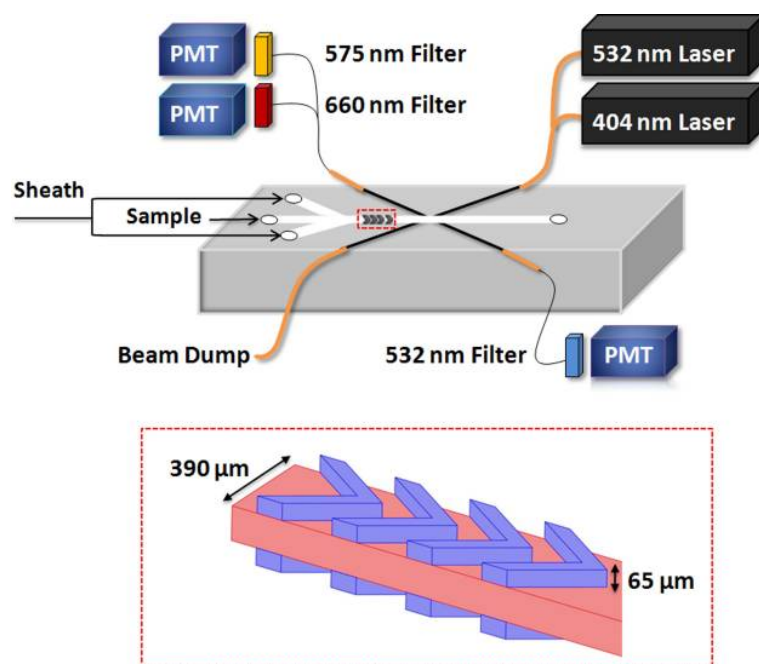 PMT
575 nm Filter
532 nm Laser
PMT
660 nm Filter
404 nm Laser
Sheath
Sample
Beam Dump
532 nm Filter
PMT
390 µm
65 µm